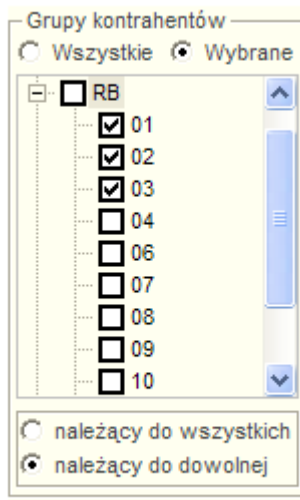 Grupy kontrahentów
Wszystkie Wybrane
RB
01
02
03
04
06
07
08
09
10
należący do wszystkich
należący do dowolnej